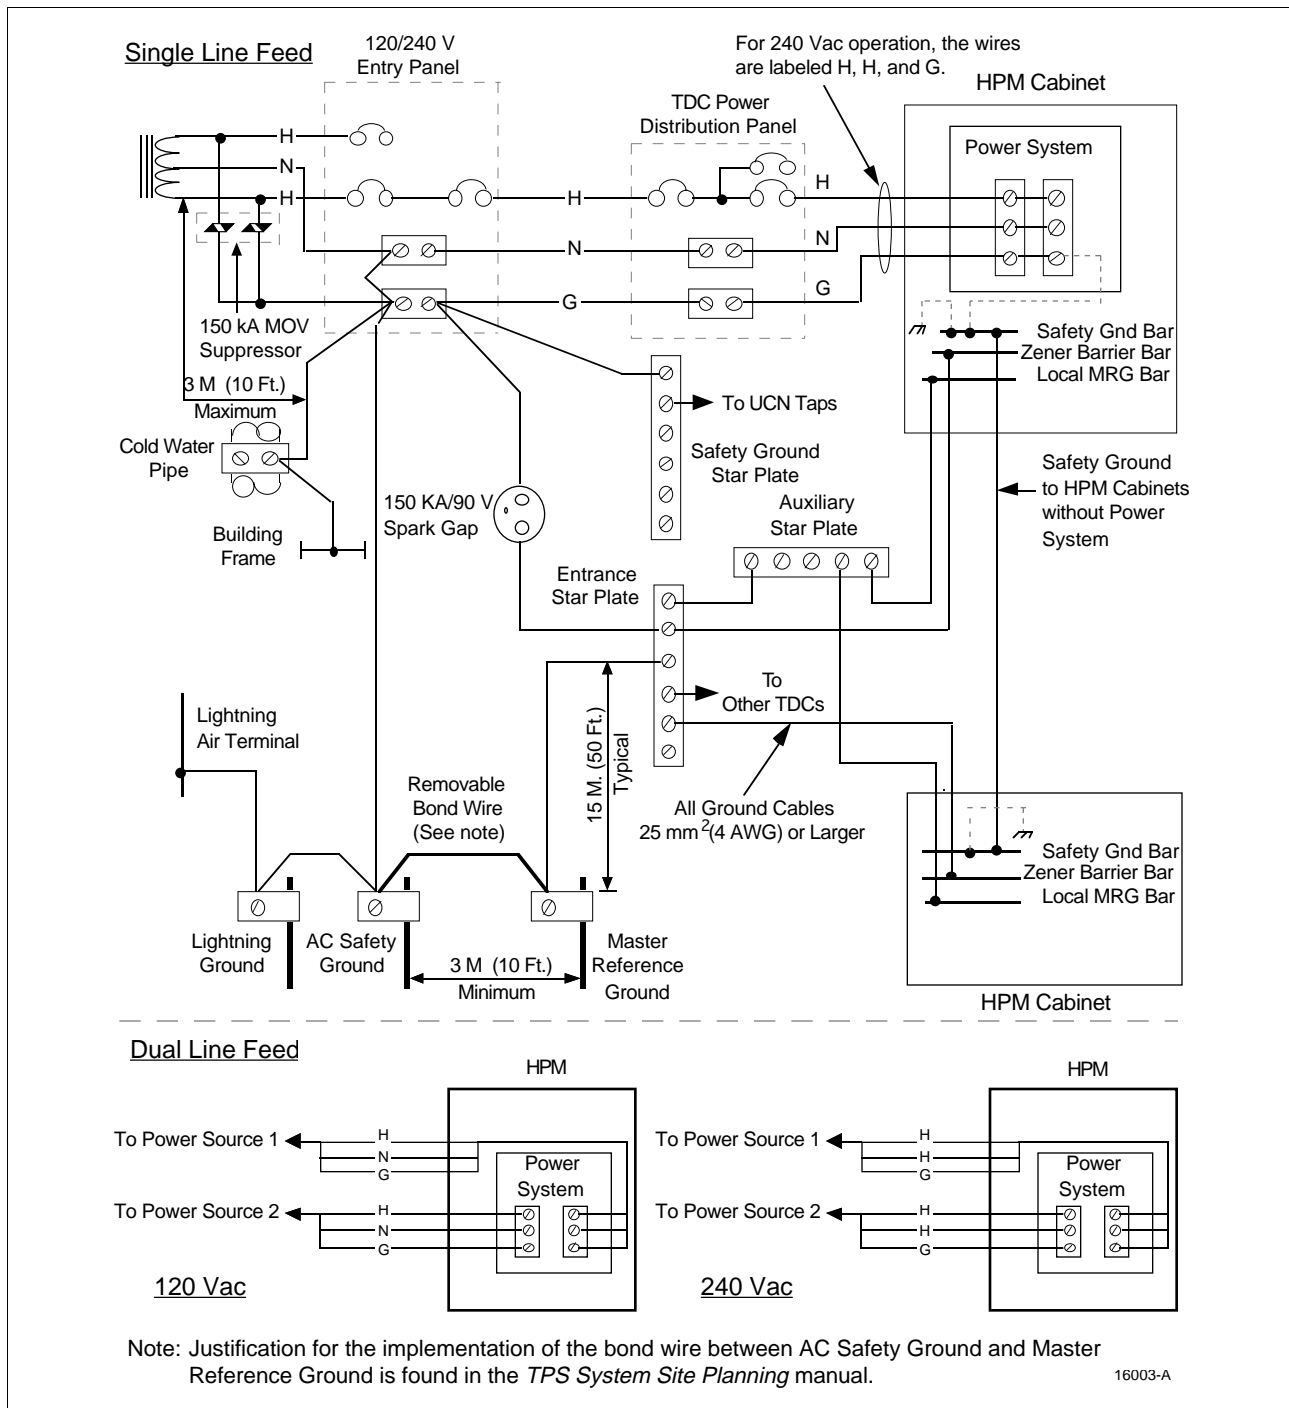 Single Line Feed
120/240 V
Entry Panel
For 240 Vac operation, the wires
are labeled H, H, and G.
HPM Cabinet
TDC Power
Distribution Panel
Power System
H
N
H
H
H
N
N
G
G
150 kA MOV
Suppressor
3 M (10 Ft.)
Maximum
Safety Gnd Bar
Zener Barrier Bar
Local MRG Bar
To UCN Taps
Cold Water
Pipe
Safety Ground
Star Plate
Safety Ground
to HPM Cabinets
without Power
System
150 KA/90 V
Spark Gap
Auxiliary
Star Plate
Building
Frame
Entrance
Star Plate
To
Other TDCs
Lightning
Air Terminal
15 M. (50 Ft.)
Typical
Removable
Bond Wire
(See note)
All Ground Cables
25 mm2(4 AWG) or Larger
Safety Gnd Bar
Zener Barrier Bar
Local MRG Bar
Lightning
Ground
AC Safety
Ground
3 M (10 Ft.)
Minimum
Master
Reference
Ground
HPM Cabinet
Dual Line Feed
HPM
To Power Source 1
H
N
G
Power
System
To Power Source 2
H
N
G
120 Vac
HPM
To Power Source 1
H
H
G
Power
System
To Power Source 2
H
H
G
240 Vac
Note: Justification for the implementation of the bond wire between AC Safety Ground and Master
Reference Ground is found in the TPS System Site Planning manual.
16003-A